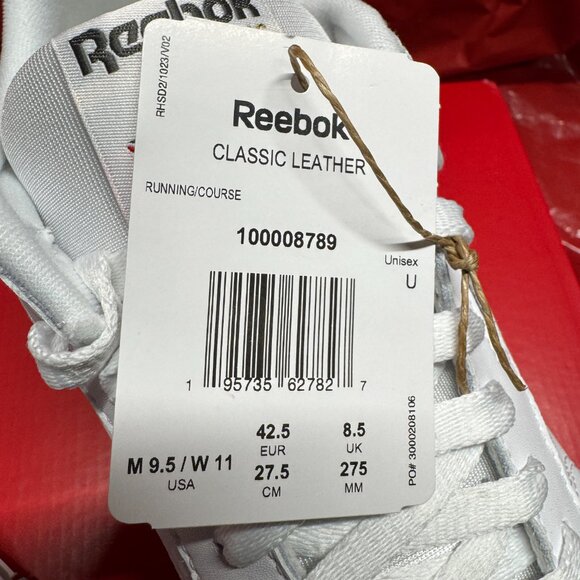 Reebok
RHSD2/1023/V02
Reebok
CLASSIC LEATHER
RUNNING/COURSE
100008789
Unisex
U
1 95735 62782 7
M 9.5 / W 11
USA
42.5
EUR
27.5
CM
8.5
UK
275
MM
PO# 3000208106